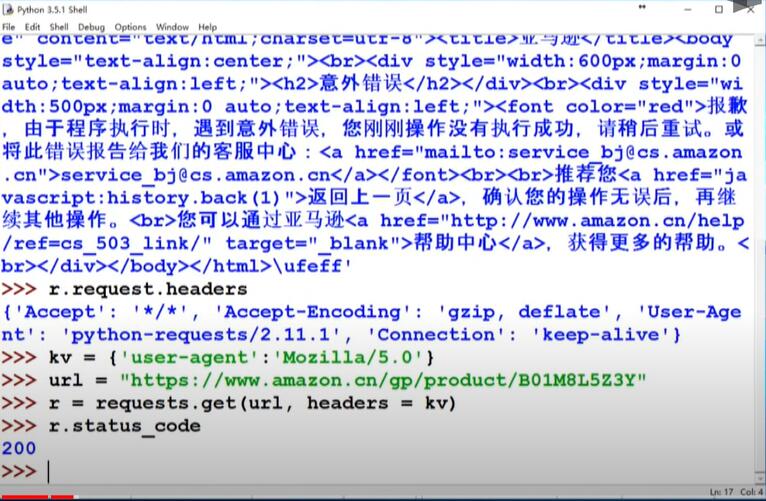 Python 3.5.1 Shell
File Edit Shell Debug Options Window Help
e" content="text/html;charset=utf-8"><title>亚马逊</title><body
style="text-align:center;"><br><div style="width:600px;margin:0
auto;text-align:left;"><h2>意外错误</h2></div><br><div style="wi
dth:500px;margin:0 auto;text-align:left;"><font color="red">报歉
，由于程序执行时，遇到意外错误，您刚刚操作没有执行成功，请稍后重试。或
将此错误报告给我们的客服中心：<a href="mailto:service_bj@cs.amazon
.cn">service_bj@cs.amazon.cn</a></font><br><br>推荐您<a href="ja
vascript:history.back(1)">返回上一页</a>，确认您的操作无误后，再继
续其他操作。<br>您可以通过亚马逊<a href="http://www.amazon.cn/help
/ref=cs_503_link/" target="_blank">帮助中心</a>，获得更多的帮助。<
br></div></body></html>\ufeff'
>>> r.request.headers
{'Accept': '*/*', 'Accept-Encoding': 'gzip, deflate', 'User-Age
nt': 'python-requests/2.11.1', 'Connection': 'keep-alive'}
>>> kv = {'user-agent':'Mozilla/5.0'}
>>> url = "https://www.amazon.cn/gp/product/B01M8L5Z3Y"
>>> r = requests.get(url, headers = kv)
>>> r.status_code
200
>>>
Ln: 17 Col: 4